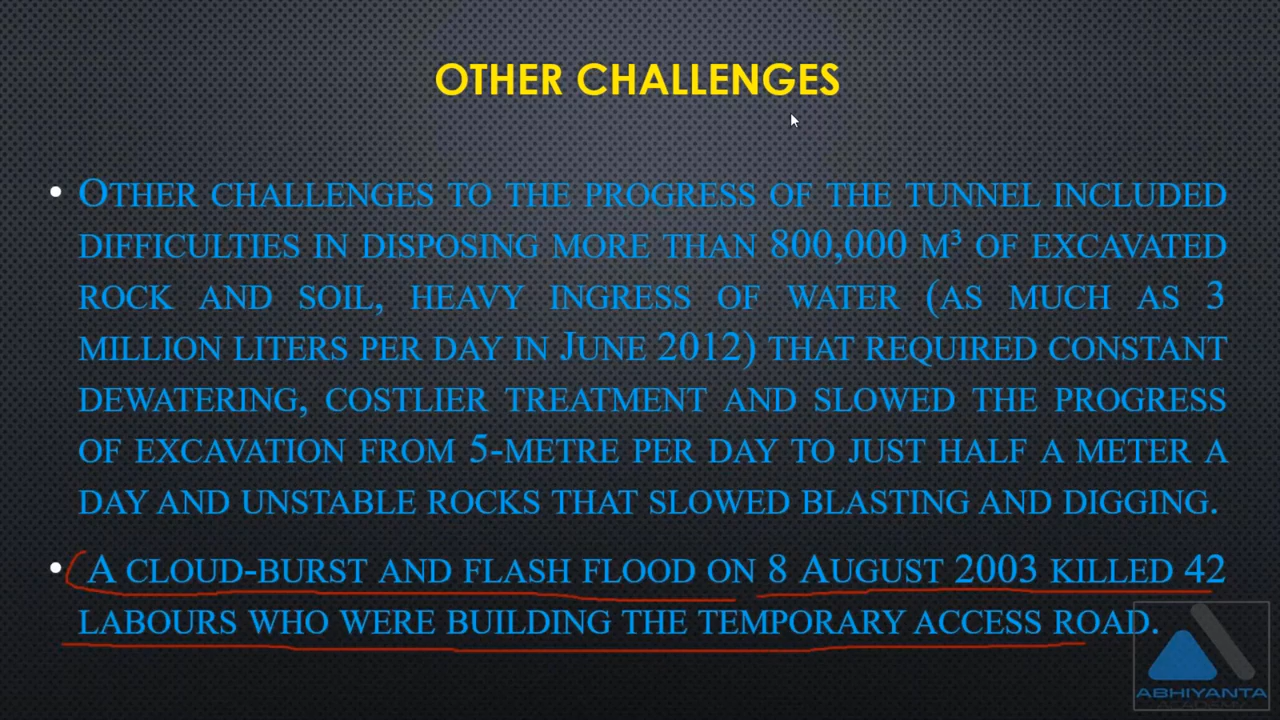 OTHER CHALLENGES
• OTHER CHALLENGES TO THE PROGRESS OF THE TUNNEL INCLUDED
DIFFICULTIES IN DISPOSING MORE THAN 800,000 M³ OF EXCAVATED
ROCK AND SOIL, HEAVY INGRESS OF WATER (AS MUCH AS 3
MILLION LITERS PER DAY IN JUNE 2012) THAT REQUIRED CONSTANT
DEWATERING, COSTLIER TREATMENT AND SLOWED THE PROGRESS
OF EXCAVATION FROM 5-METRE PER DAY TO JUST HALF A METER A
DAY AND UNSTABLE ROCKS THAT SLOWED BLASTING AND DIGGING.
• A CLOUD-BURST AND FLASH FLOOD ON 8 AUGUST 2003 KILLED 42
LABOURS WHO WERE BUILDING THE TEMPORARY ACCESS ROAD.
ABHIYANTA
ACADEMY